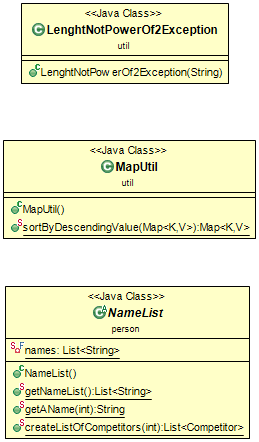 <<Java Class>>
LenghtNotPowerOf2Exception
util
LenghtNotPowerOf2Exception(String)
<<Java Class>>
MapUtil
util
MapUtil()
sortByDescendingValue(Map<K,V>):Map<K,V>
<<Java Class>>
NameList
person
names: List<String>
NameList()
getNameList():List<String>
getAName(int):String
createListOfCompetitors(int):List<Competitor>